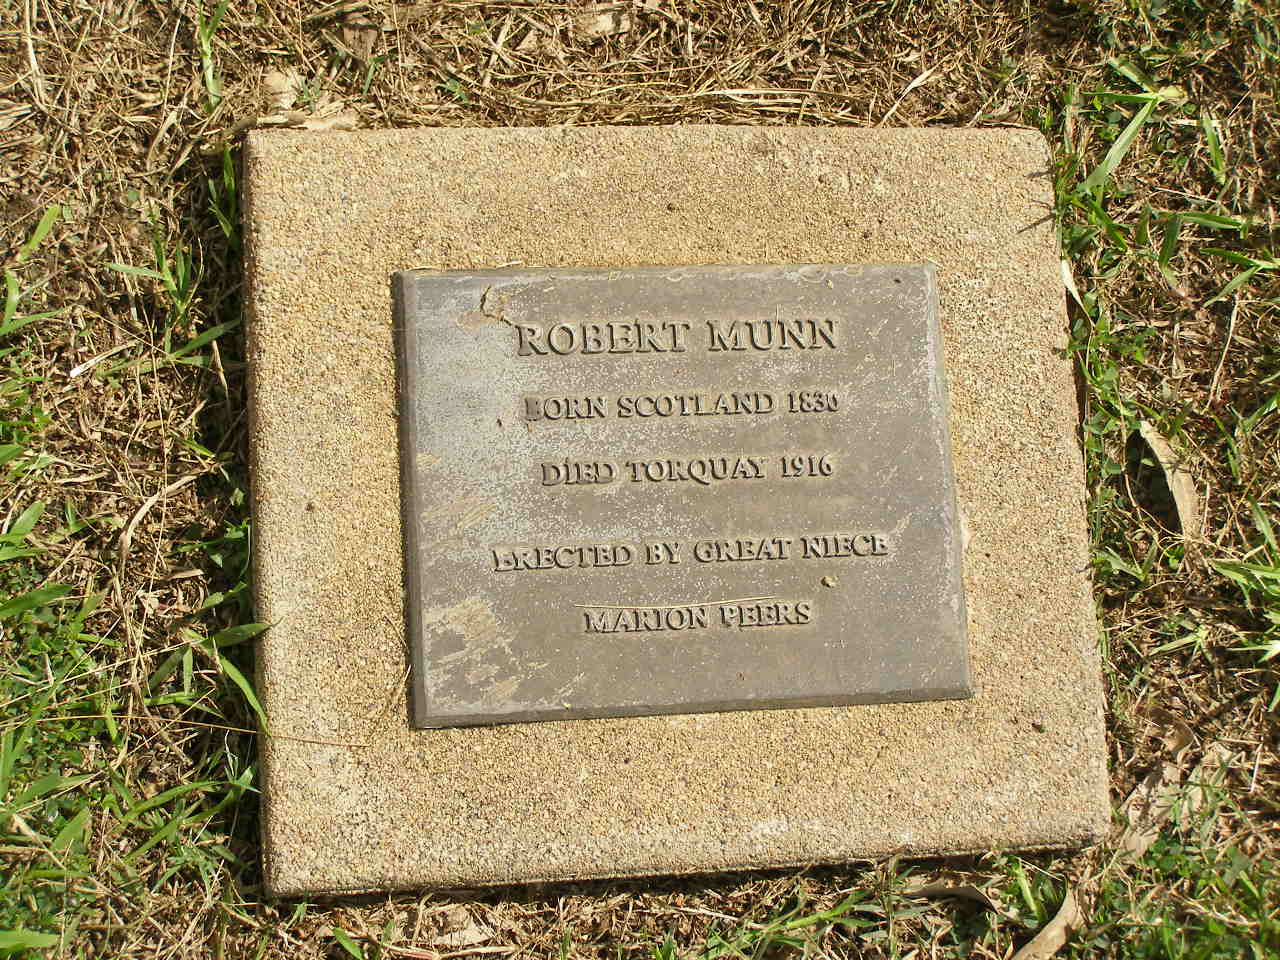 ROBERT MUNN
BORN SCOTLAND 1830
DIED TORQUAY 1916
ERECTED BY GREAT NIECE
MARION PEERS